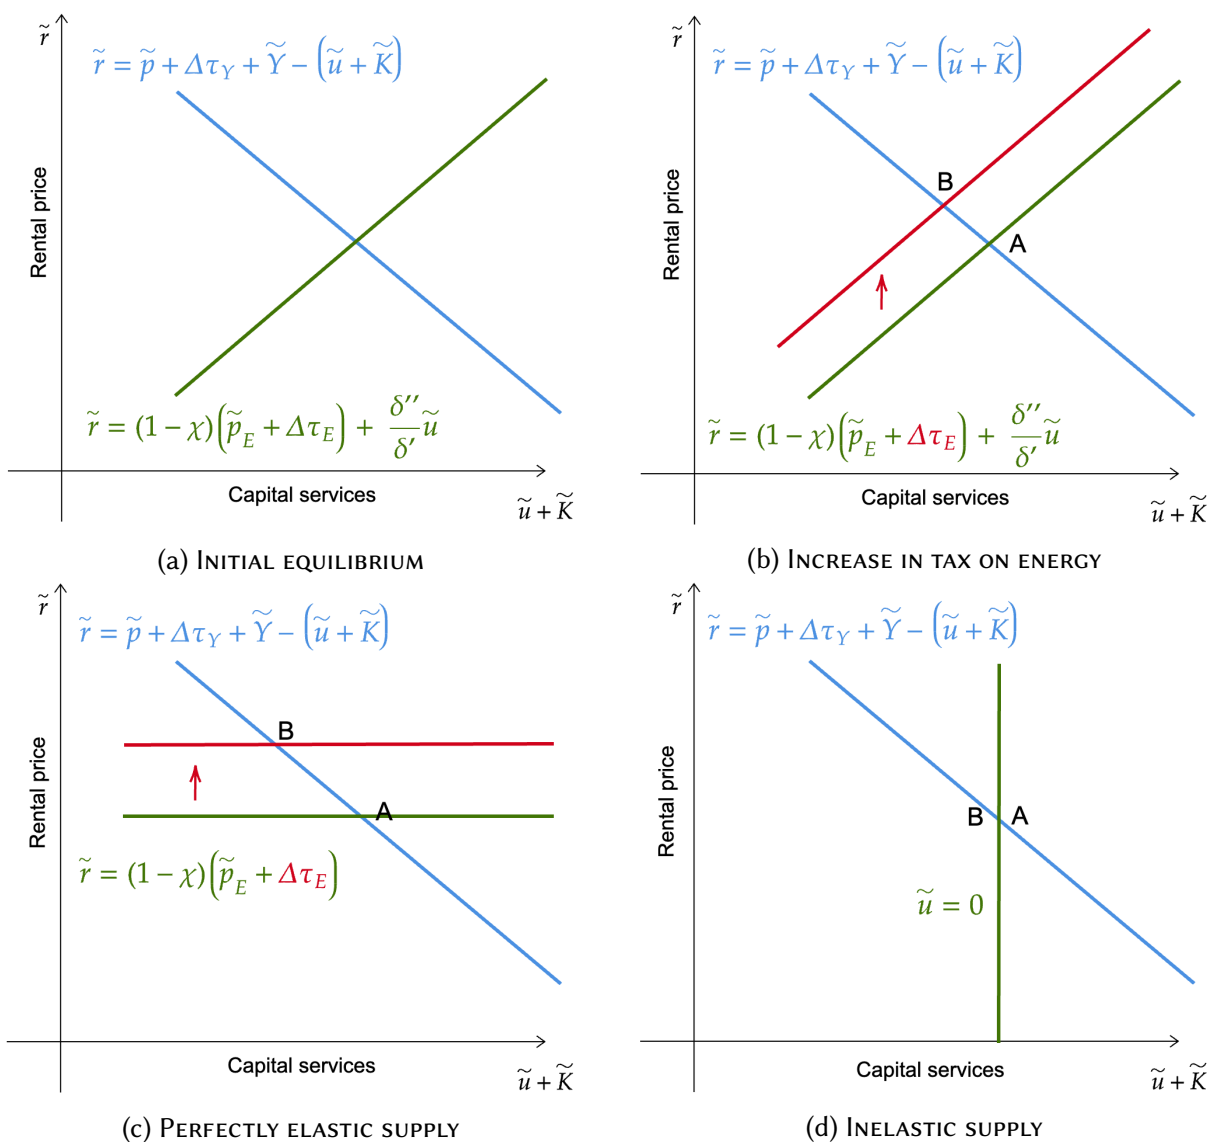 r̃
r̃ = p̃ + Δτ_Y + Ỹ − (ũ + K̃)
Rental price
r̃ = (1 − χ)(p̃_E + Δτ_E) + δ′′/δ′ ũ
Capital services
ũ + K̃
(a) Initial equilibrium
r̃
r̃ = p̃ + Δτ_Y + Ỹ − (ũ + K̃)
B
A
Rental price
r̃ = (1 − χ)(p̃_E + Δτ_E) + δ′′/δ′ ũ
Capital services
ũ + K̃
(b) Increase in tax on energy
r̃
r̃ = p̃ + Δτ_Y + Ỹ − (ũ + K̃)
B
A
Rental price
r̃ = (1 − χ)(p̃_E + Δτ_E)
Capital services
ũ + K̃
(c) Perfectly elastic supply
r̃
r̃ = p̃ + Δτ_Y + Ỹ − (ũ + K̃)
B A
Rental price
ũ = 0
Capital services
ũ + K̃
(d) Inelastic supply